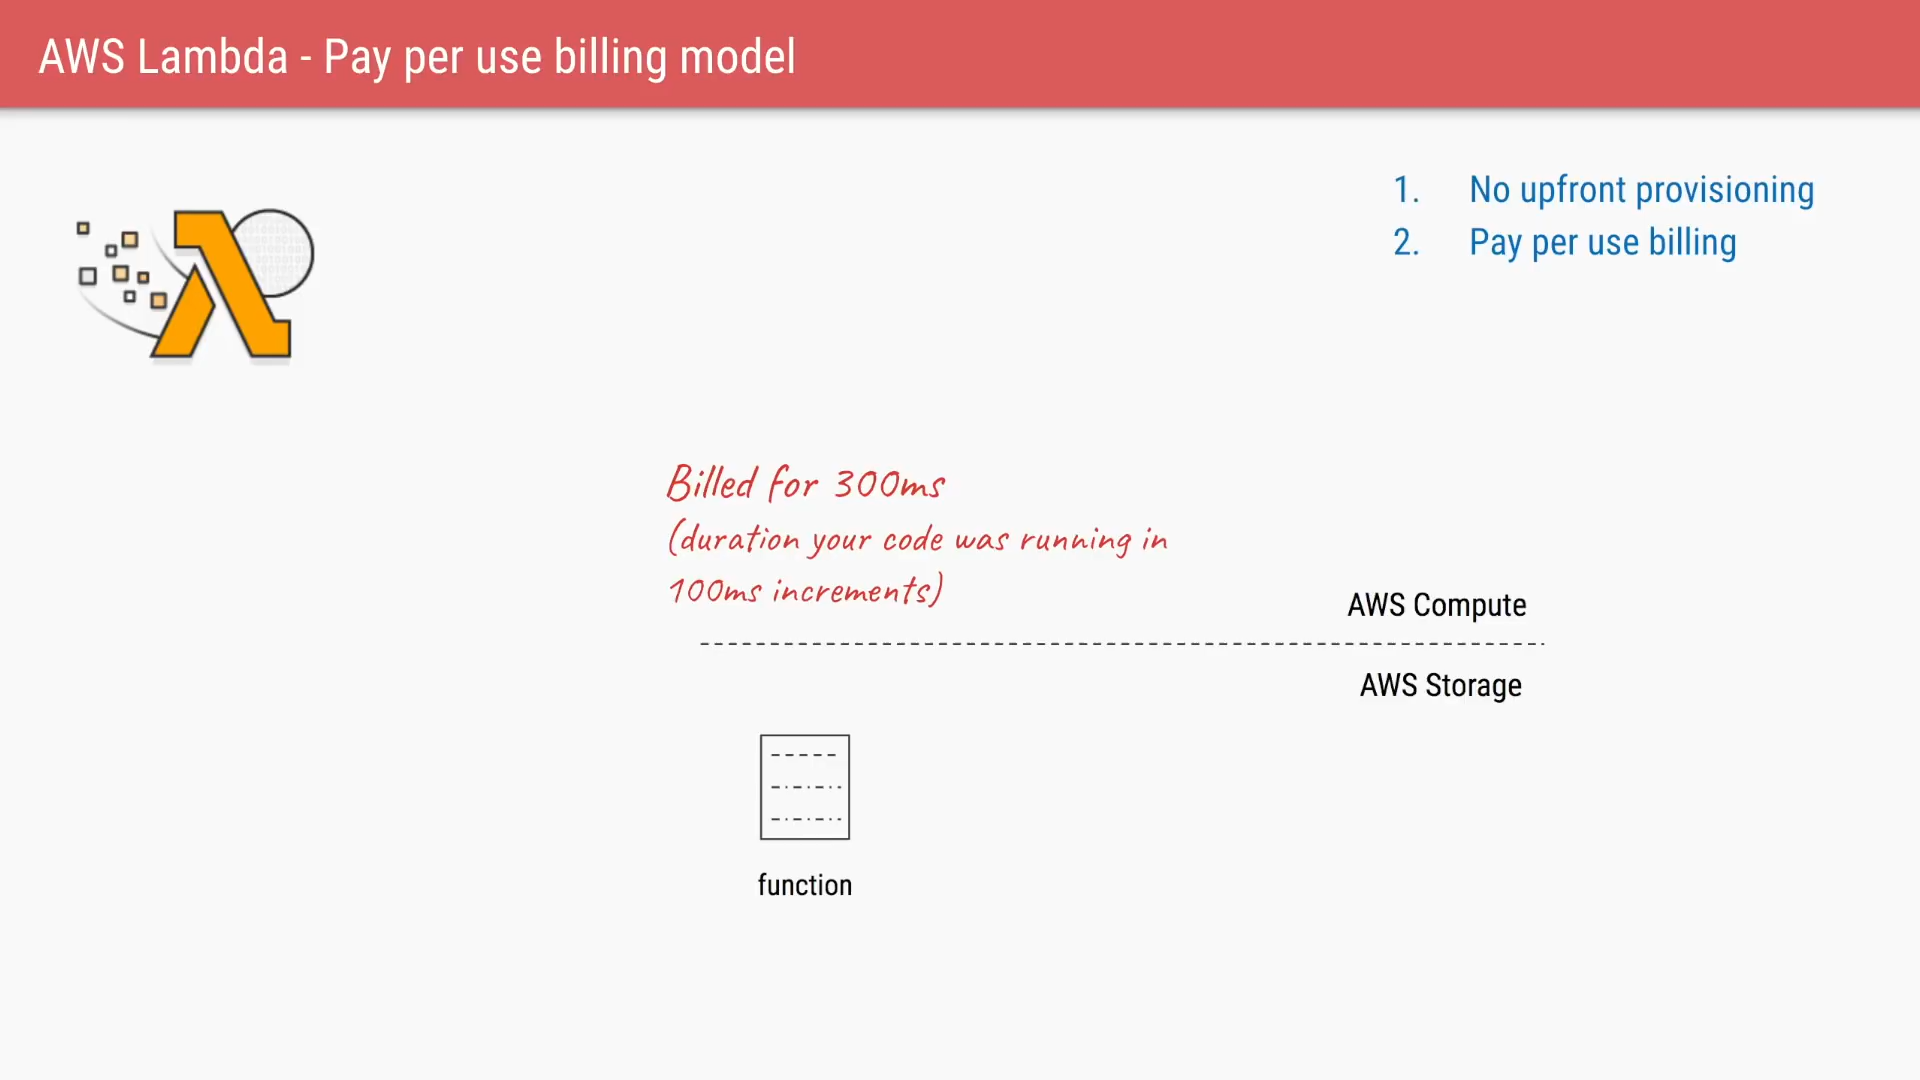 AWS Lambda - Pay per use billing model
1. No upfront provisioning
2. Pay per use billing
Billed for 300ms
(duration your code was running in
100ms increments)
AWS Compute
AWS Storage
function